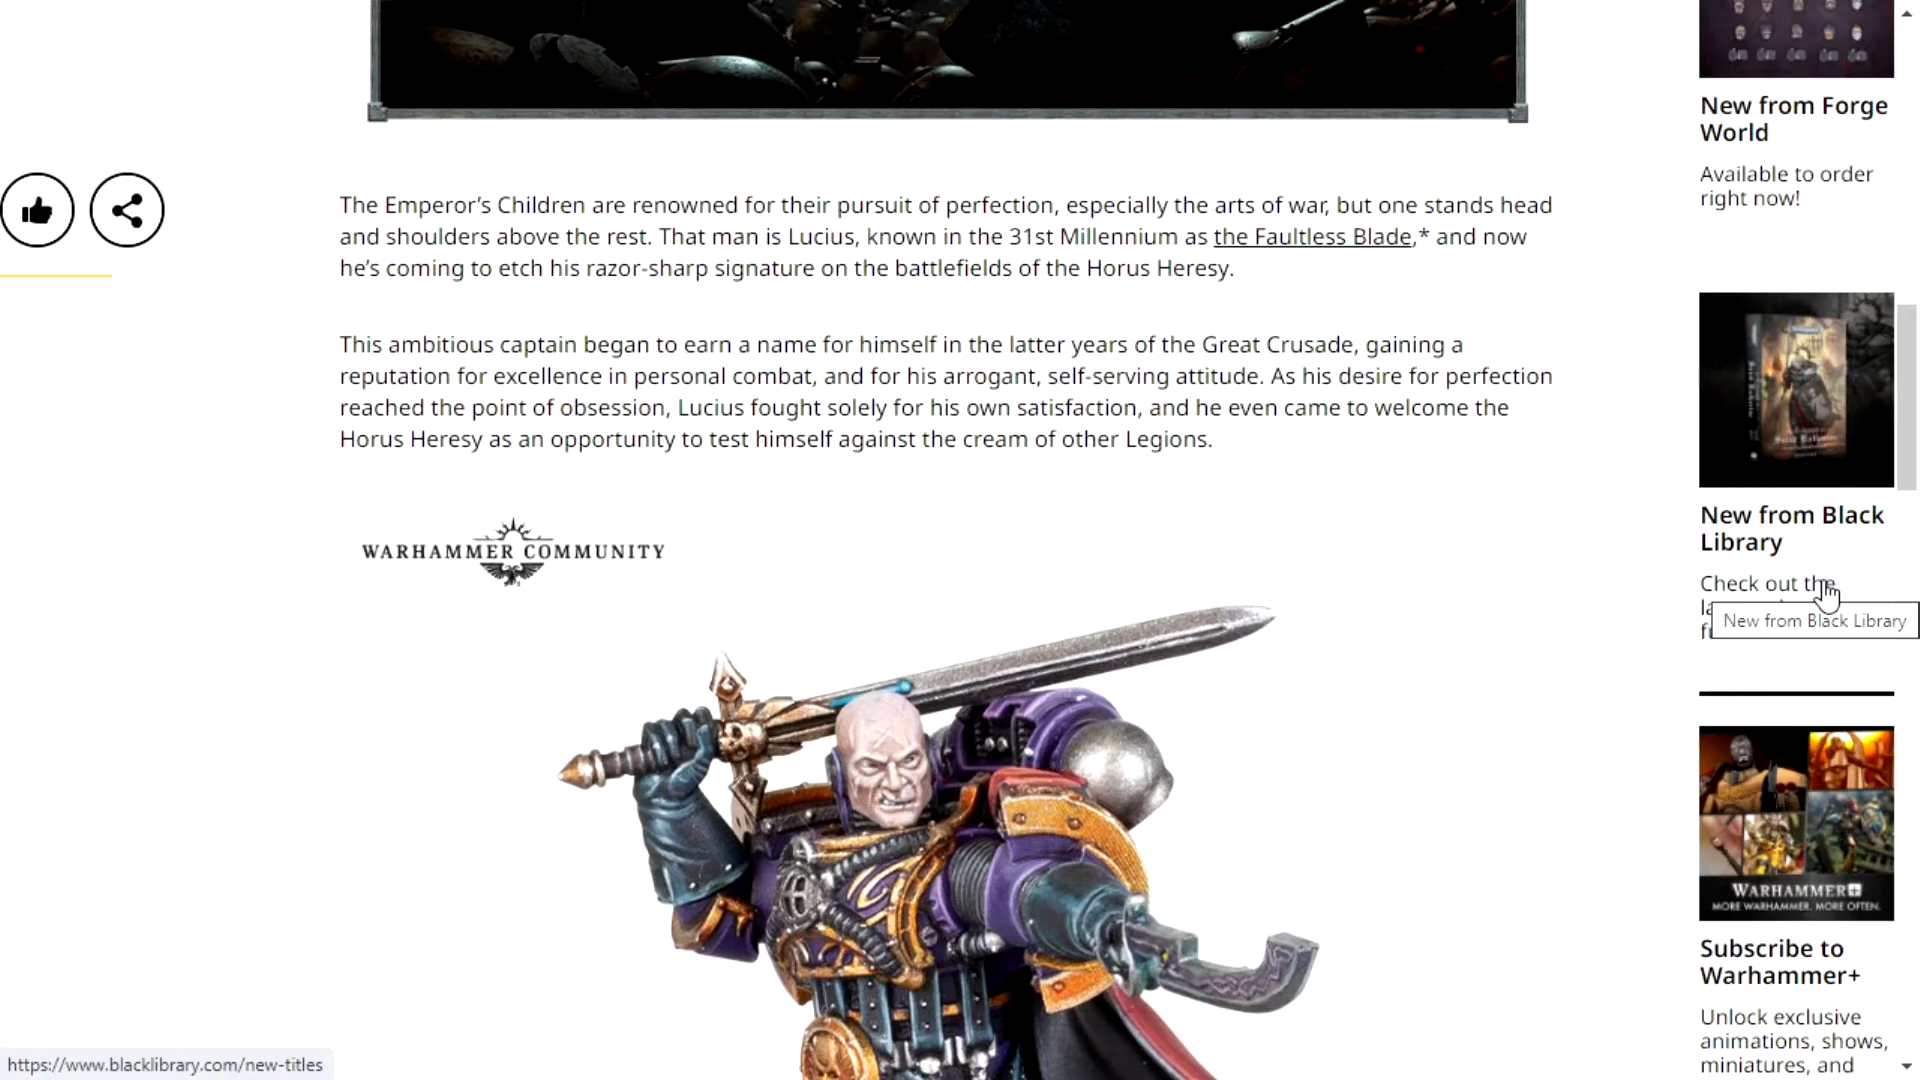 The Emperor’s Children are renowned for their pursuit of perfection, especially the arts of war, but one stands head
and shoulders above the rest. That man is Lucius, known in the 31st Millennium as the Faultless Blade,* and now
he’s coming to etch his razor-sharp signature on the battlefields of the Horus Heresy.
This ambitious captain began to earn a name for himself in the latter years of the Great Crusade, gaining a
reputation for excellence in personal combat, and for his arrogant, self-serving attitude. As his desire for perfection
reached the point of obsession, Lucius fought solely for his own satisfaction, and he even came to welcome the
Horus Heresy as an opportunity to test himself against the cream of other Legions.
WARHAMMER COMMUNITY
New from Forge
World
Available to order
right now!
New from Black
Library
Check out the
New from Black Library
WARHAMMER+
MORE WARHAMMER. MORE OFTEN.
Subscribe to
Warhammer+
Unlock exclusive
animations, shows,
miniatures, and
https://www.blacklibrary.com/new-titles